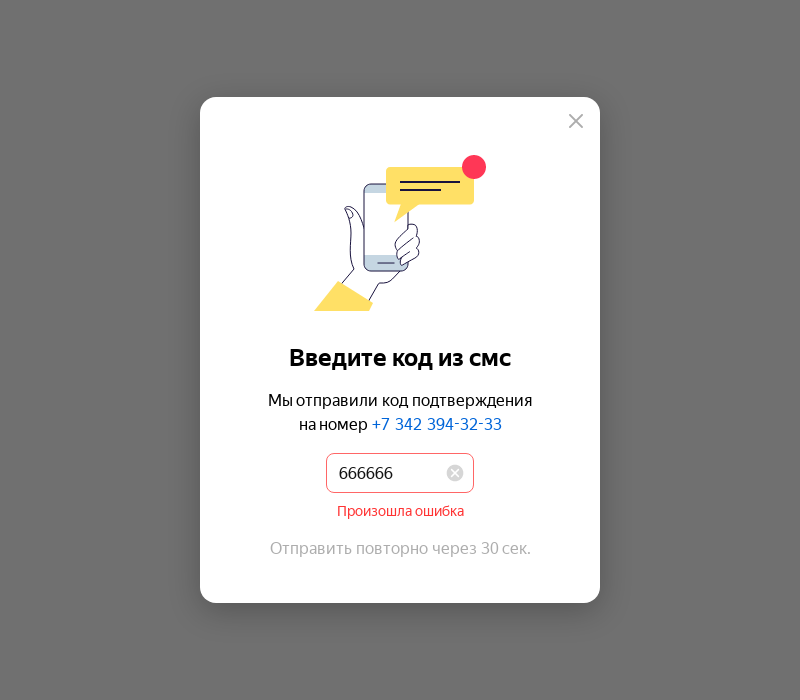 Введите код из смс
Мы отправили код подтверждения
на номер +7 342 394-32-33
666666
Произошла ошибка
Отправить повторно через 30 сек.